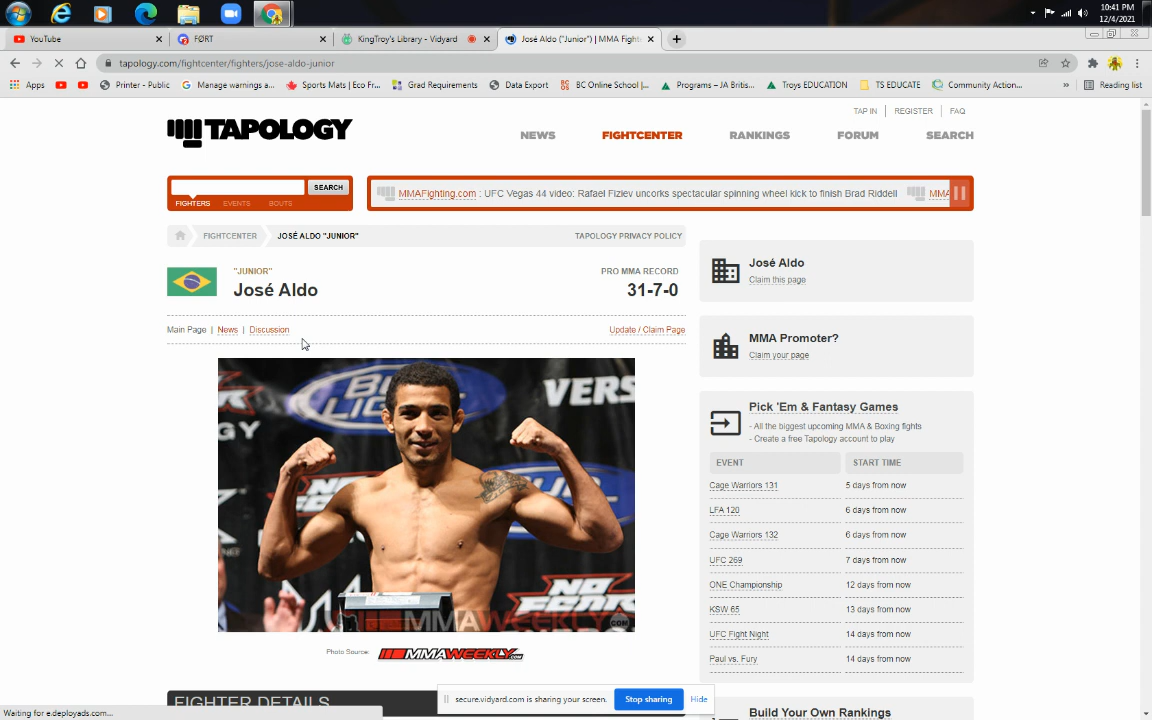 10:41 PM
12/4/2021
YouTube
FØRT
KingTroy's Library - Vidyard
José Aldo ("Junior") | MMA Fight
tapology.com/fightcenter/fighters/jose-aldo-junior
Apps
Printer - Public
Manage warnings a...
Sports Mats | Eco Fr...
Grad Requirements
Data Export
BC Online School |...
Programs – JA Britis...
Troys EDUCATION
TS EDUCATE
Community Action...
»
Reading list
TAP IN
REGISTER
FAQ
TAPOLOGY
NEWS
FIGHTCENTER
RANKINGS
FORUM
SEARCH
SEARCH
FIGHTERS
EVENTS
BOUTS
MMAFighting.com : UFC Vegas 44 video: Rafael Fiziev uncorks spectacular spinning wheel kick to finish Brad Riddell
MMA
FIGHTCENTER
JOSÉ ALDO "JUNIOR"
TAPOLOGY PRIVACY POLICY
"JUNIOR"
José Aldo
PRO MMA RECORD
31-7-0
Main Page | News | Discussion
Update / Claim Page
José Aldo
Claim this page
MMA Promoter?
Claim your page
Pick 'Em & Fantasy Games
- All the biggest upcoming MMA & Boxing fights
- Create a free Tapology account to play
EVENT START TIME
Cage Warriors 131 5 days from now
LFA 120 6 days from now
Cage Warriors 132 6 days from now
UFC 269 7 days from now
ONE Championship 12 days from now
KSW 65 13 days from now
UFC Fight Night 14 days from now
Paul vs. Fury 14 days from now
Build Your Own Rankings
VERS
NO
FEAR
MMAWEEKLY
.COM
Photo Source:
MMAWEEKLY.COM
FIGHTER DETAILS
secure.vidyard.com is sharing your screen.
Stop sharing
Hide
Waiting for e.deployads.com...